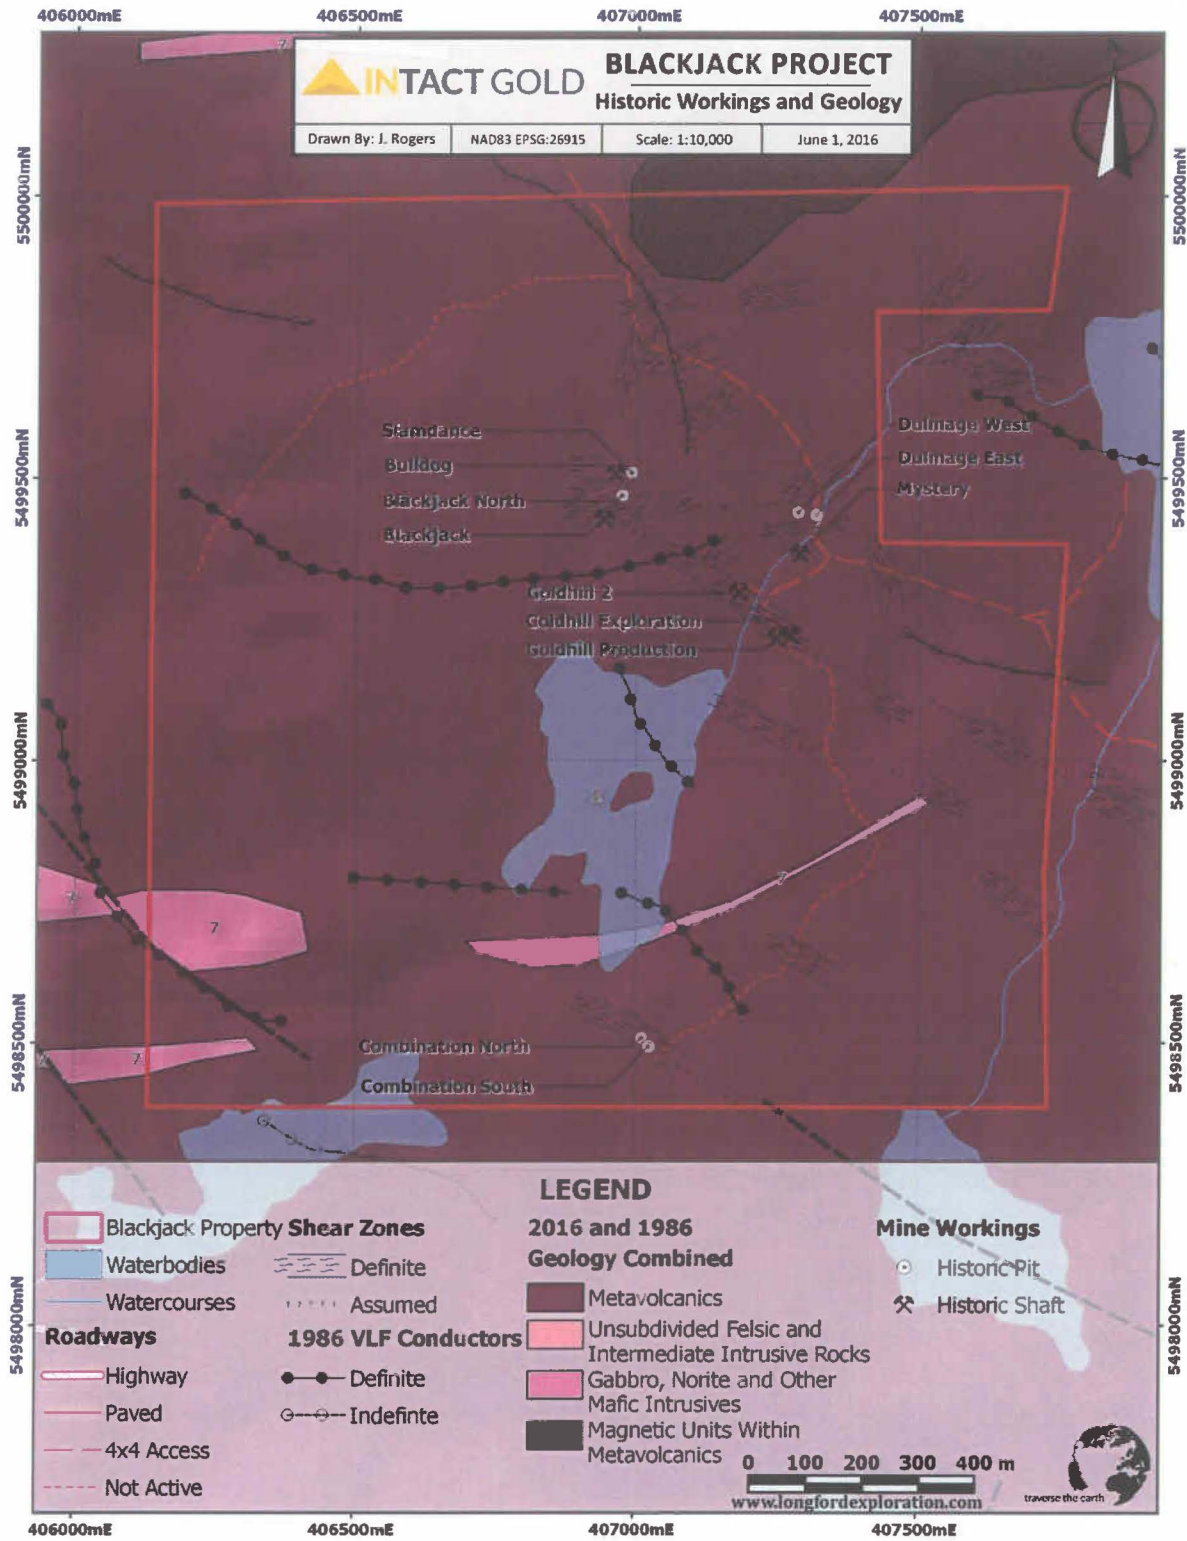 406000mE 406500mE 407000mE 407500mE
INTACT GOLD
BLACKJACK PROJECT
Historic Workings and Geology
Drawn By: J. Rogers NAD83 EPSG:26915 Scale: 1:10,000 June 1, 2016
7
5500000mN 5500000mN
Slamdance
Bulldog
Blackjack North
Blackjack
Dulmage West
Dulmage East
Mystery
5499500mN 5499500mN
Goldhill 2
Goldhill Exploration
Goldhill Production
5499000mN 5499000mN
7
7
7
5498500mN 5498500mN
Combination North
Combination South
LEGEND
Blackjack Property
Waterbodies
Watercourses
Roadways
Highway
Paved
4x4 Access
Not Active
Shear Zones
Definite
Assumed
1986 VLF Conductors
Definite
Indefinte
2016 and 1986
Geology Combined
Metavolcanics
Unsubdivided Felsic and
Intermediate Intrusive Rocks
Gabbro, Norite and Other
Mafic Intrusives
Magnetic Units Within
Metavolcanics
Mine Workings
Historic Pit
Historic Shaft
5498000mN 5498000mN
0 100 200 300 400 m
www.longfordexploration.com
traverse the earth
406000mE 406500mE 407000mE 407500mE